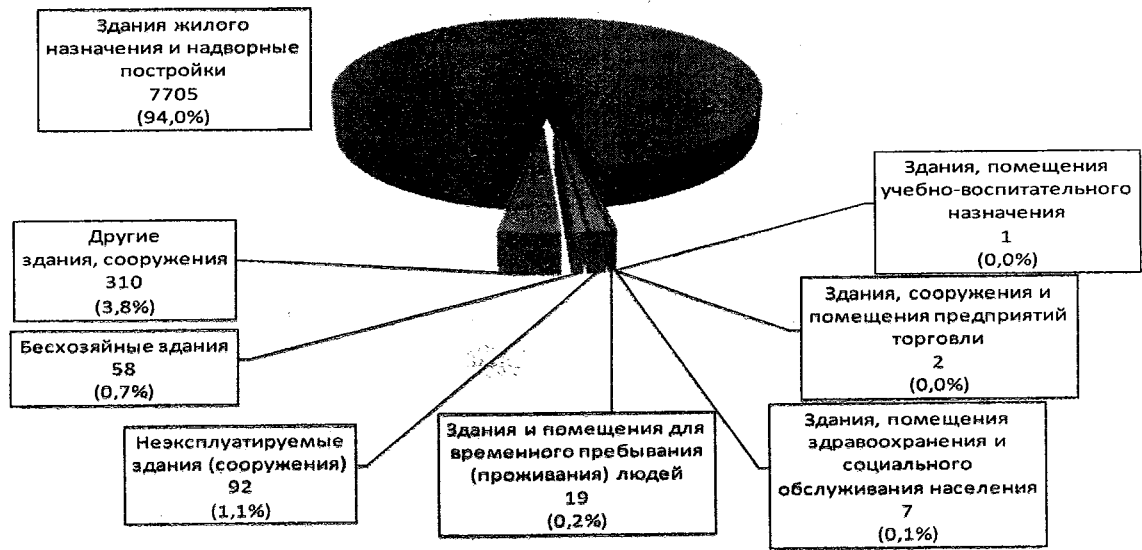 Здания жилого
назначения и надворные
постройки
7705
(94,0%)
Здания, помещения
учебно-воспитательного
назначения
1
(0,0%)
Другие
здания, сооружения
310
(3,8%)
Здания, сооружения и
помещения предприятий
торговли
2
(0,0%)
Бесхозяйные здания
58
(0,7%)
Неэксплуатируемые
здания (сооружения)
92
(1,1%)
Здания и помещения для
временного пребывания
(проживания) людей
19
(0,2%)
Здания, помещения
здравоохранения и
социального
обслуживания населения
7
(0,1%)